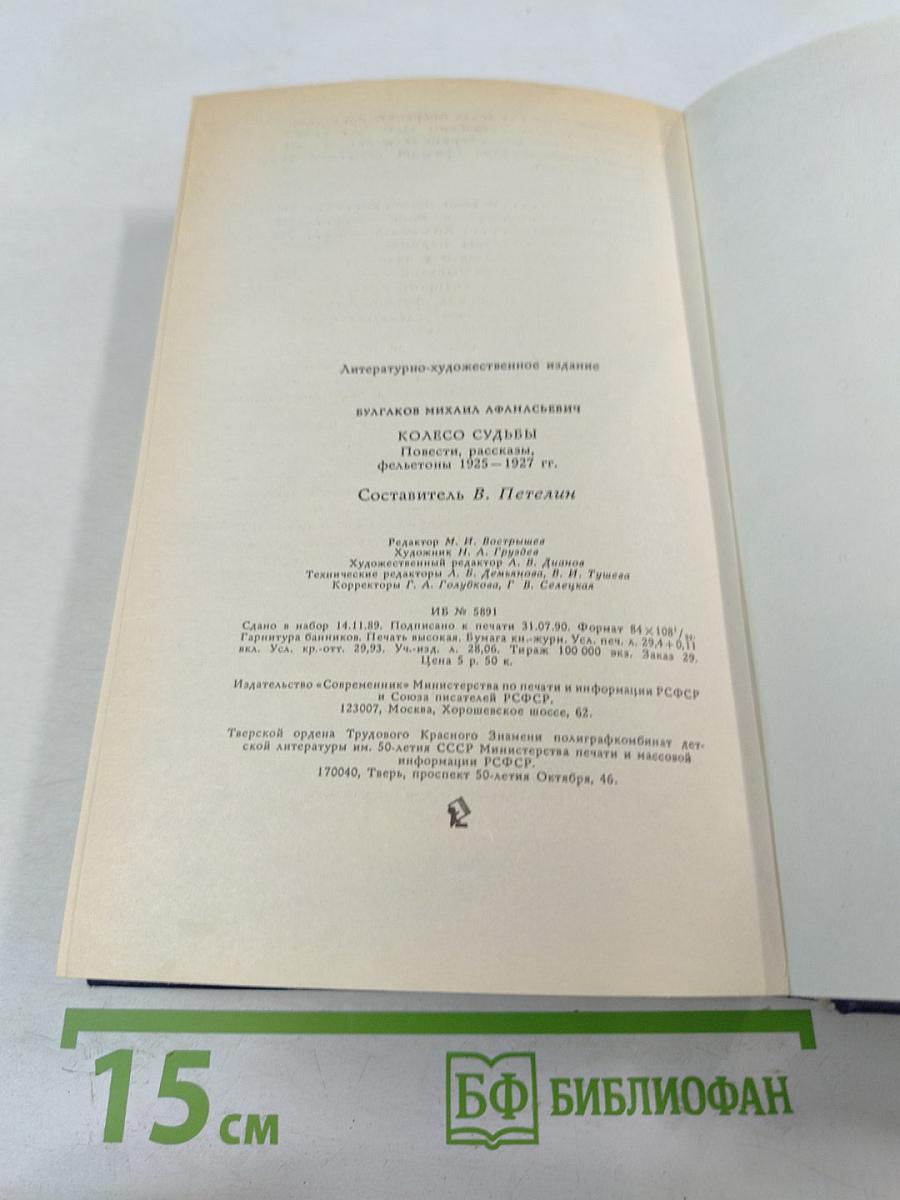 Литературно-художественное издание
БУЛГАКОВ МИХАИЛ АФАНАСЬЕВИЧ
КОЛЕСО СУДЬБЫ
Повести, рассказы,
фельетоны 1925—1927 гг.
Составитель В. Петелин
Редактор М. И. Вострышев
Художник Н. А. Груздев
Художественный редактор А. В. Дианов
Технические редакторы Л. Б. Демьянова, В. И. Тушева
Корректоры Г. А. Голубкова, Г. В. Селецкая
ИБ № 5891
Сдано в набор 14.11.89. Подписано к печати 31.07.90. Формат 84×108¹/₃₂.
Гарнитура банников. Печать высокая. Бумага кн.-журн. Усл. печ. л. 29,4+0,11
вкл. Усл. кр.-отт. 29,93. Уч.-изд. л. 28,06. Тираж 100 000 экз. Заказ 29.
Цена 5 р. 50 к.
Издательство «Современник» Министерства по печати и информации РСФСР
и Союза писателей РСФСР.
123007, Москва, Хорошевское шоссе, 62.
Тверской ордена Трудового Красного Знамени полиграфкомбинат дет-
ской литературы им. 50-летия СССР Министерства печати и массовой
информации РСФСР.
170040, Тверь, проспект 50-летия Октября, 46.
15 см
БФ БИБЛИОФАН